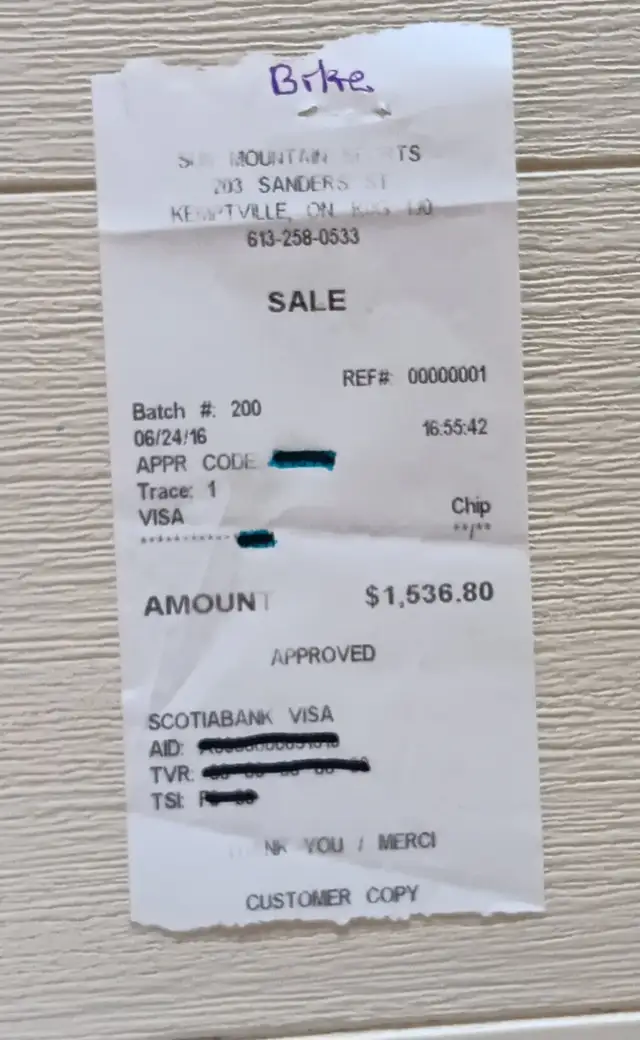 Bike
MOUNTAIN
203 SANDERS ST
KEMPTVILLE, ON
613-258-0533
SALE
REF#: 00000001
Batch #: 200
06/24/16
16:55:42
APPR CODE
Trace: 1
VISA
Chip
************
**/**
AMOUNT
$1,536.80
APPROVED
SCOTIABANK VISA
AID:
TVR:
TSI:
YOU / MERCI
CUSTOMER COPY